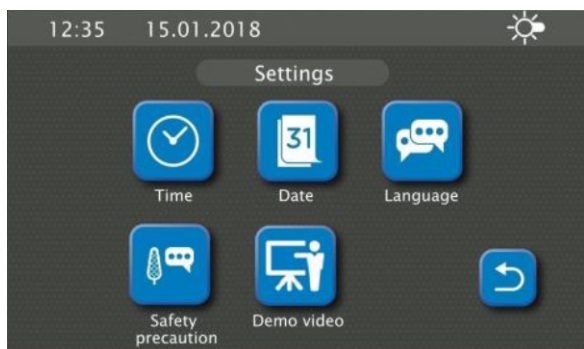 12:35 15.01.2018
Settings
31
Time
Date
Language
Safety
precaution
Demo video